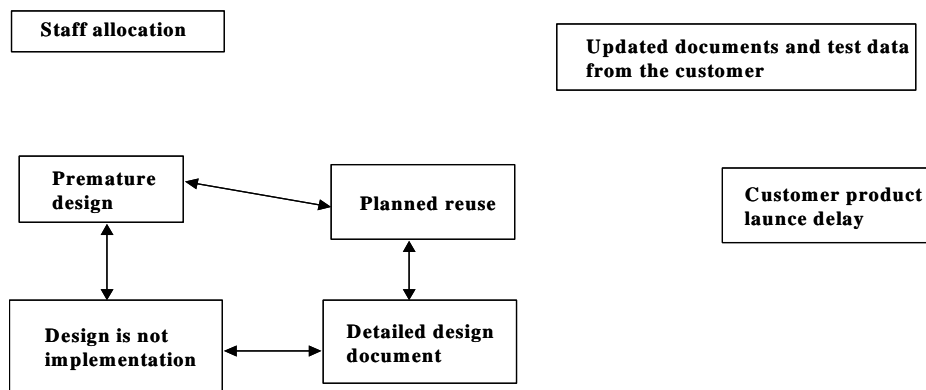 Staff allocation
Updated documents and test data
from the customer
Premature
design
Planned reuse
Customer product
launce delay
Design is not
implementation
Detailed design
document